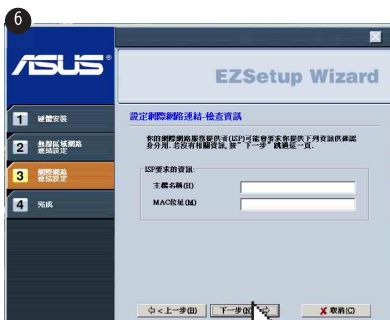 6
ASUS®
EZSetup Wizard
1 硬體安裝
2 無線區域網路
連結設定
3 網際網路
連結設定
4 完成
設定網際網路連結-檢查資訊
你的網際網路服務提供者(ISP)可能會要求你提供下列資訊供確認
身分用.若沒有相關資訊, 按"下一步" 跳過這一頁.
ISP要求的資訊
主機名稱(H)
MAC位址(M)
<上一步(B)
下一步(N)
取消(C)